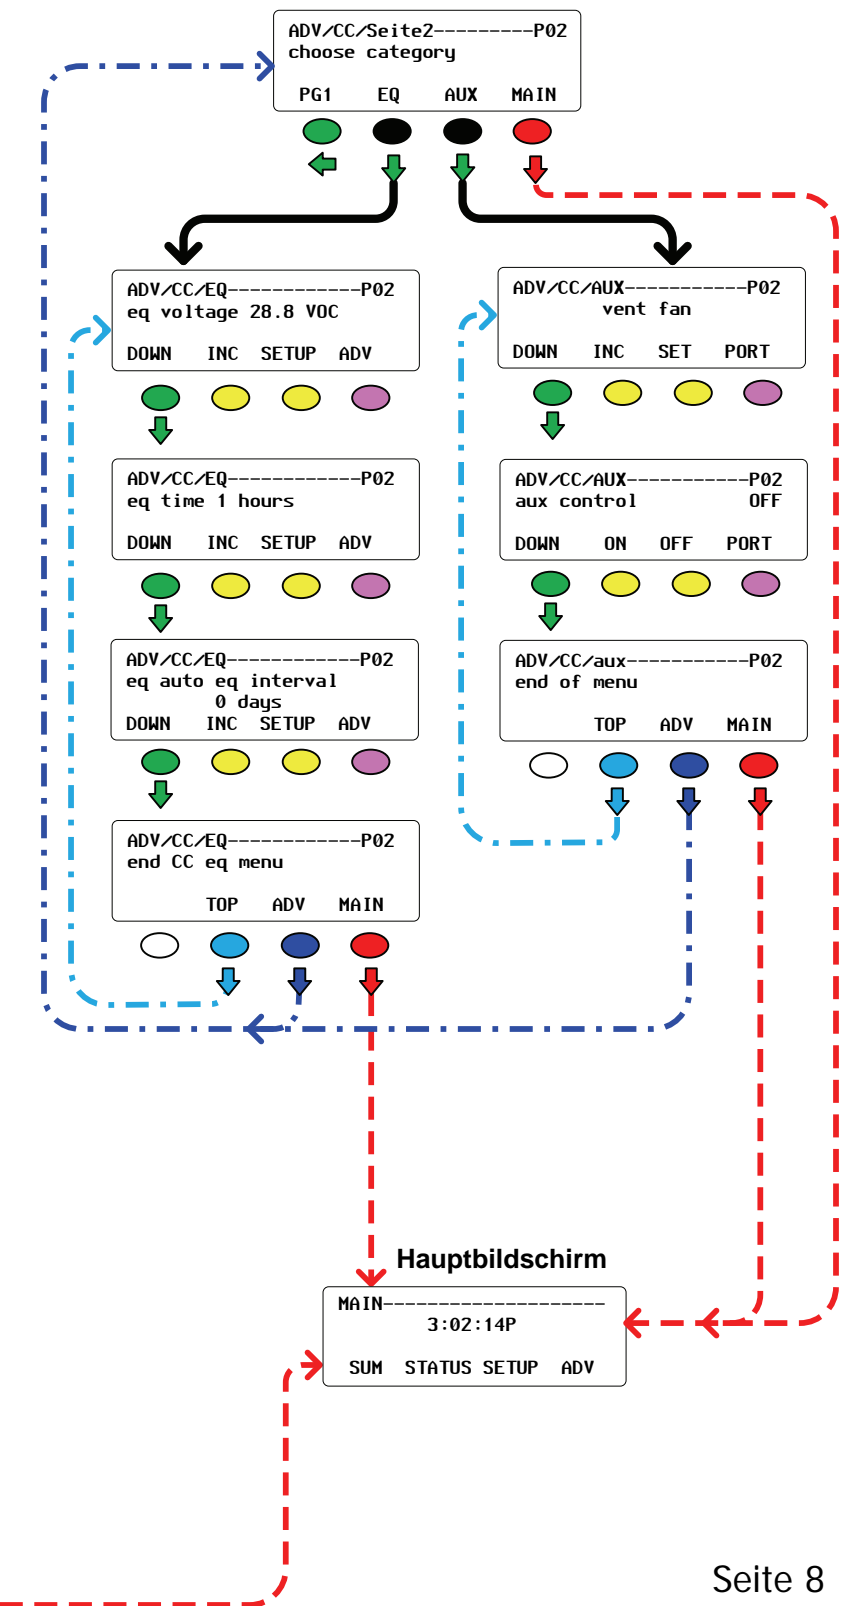 ADV/CC/Seite2---------P02
choose category
PG1 EQ AUX MAIN
ADV/CC/EQ------------P02
eq voltage 28.8 VOC
DOWN INC SETUP ADV
ADV/CC/EQ------------P02
eq time 1 hours
DOWN INC SETUP ADV
ADV/CC/EQ------------P02
eq auto eq interval
0 days
DOWN INC SETUP ADV
ADV/CC/EQ------------P02
end CC eq menu
TOP ADV MAIN
ADV/CC/AUX-----------P02
vent fan
DOWN INC SET PORT
ADV/CC/AUX-----------P02
aux control OFF
DOWN ON OFF PORT
ADV/CC/aux-----------P02
end of menu
TOP ADV MAIN
Hauptbildschirm
MAIN--------------------
3:02:14P
SUM STATUS SETUP ADV
Seite 8